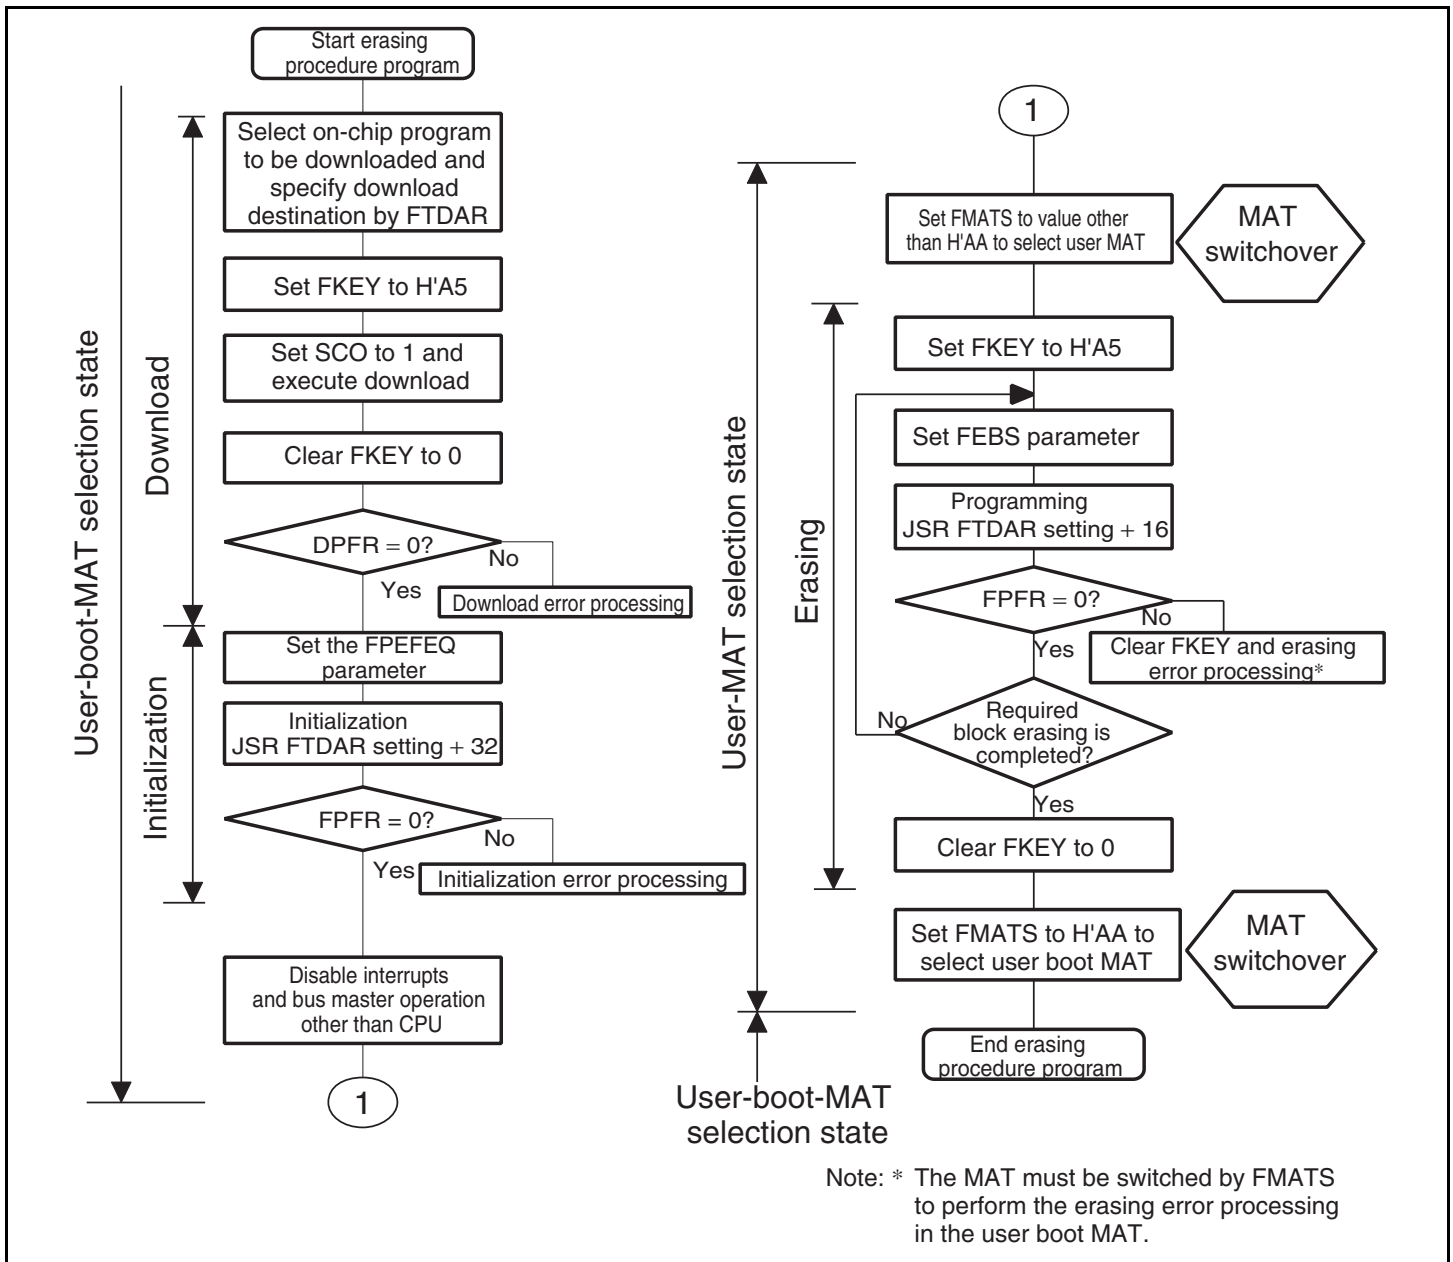 Start erasing
procedure program
Select on-chip program
to be downloaded and
specify download
destination by FTDAR
Set FKEY to H'A5
Set SCO to 1 and
execute download
Clear FKEY to 0
DPFR = 0?
No
Yes
Download error processing
Set the FPEFEQ
parameter
Initialization
JSR FTDAR setting + 32
FPFR = 0?
No
Yes
Initialization error processing
Disable interrupts
and bus master operation
other than CPU
1
User-boot-MAT selection state
Download
Initialization
1
Set FMATS to value other
than H'AA to select user MAT
MAT
switchover
Set FKEY to H'A5
Set FEBS parameter
Programming
JSR FTDAR setting + 16
FPFR = 0?
No
Yes
Clear FKEY and erasing
error processing*
Required
block erasing is
completed?
No
Yes
Clear FKEY to 0
Set FMATS to H'AA to
select user boot MAT
MAT
switchover
End erasing
procedure program
User-MAT selection state
Erasing
User-boot-MAT
selection state
Note: * The MAT must be switched by FMATS
to perform the erasing error processing
in the user boot MAT.